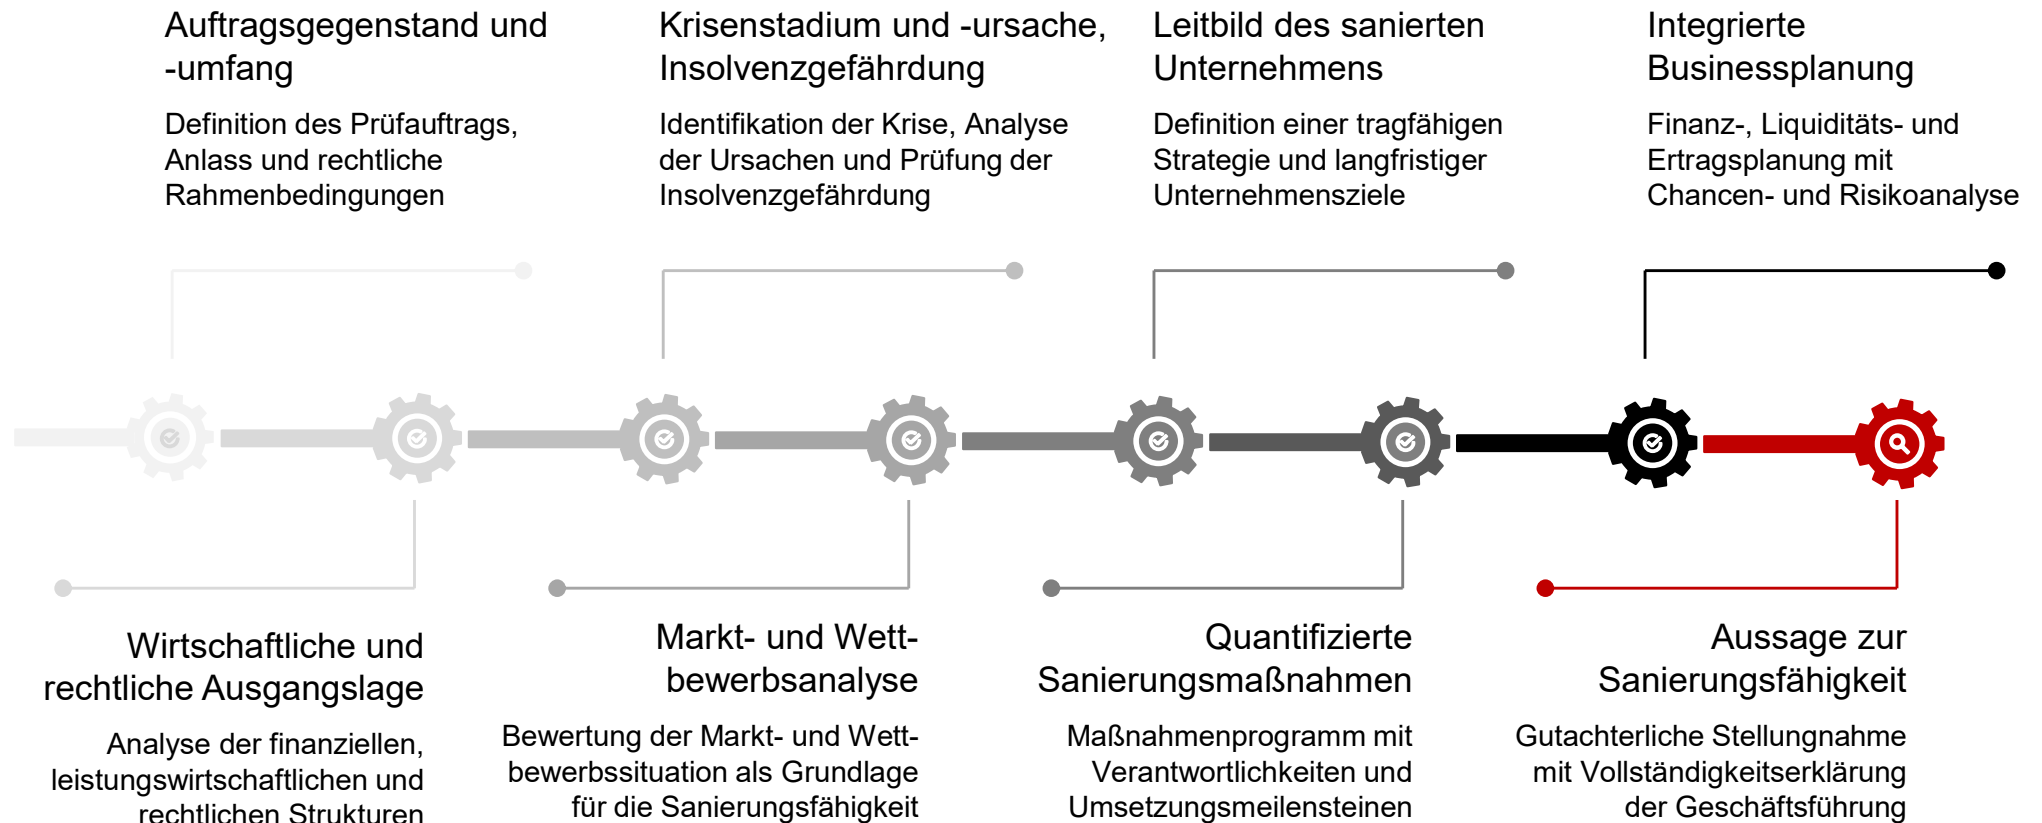 Auftragsgegenstand und
-umfang
Definition des Prüfauftrags,
Anlass und rechtliche
Rahmenbedingungen
Krisenstadium und -ursache,
Insolvenzgefährdung
Identifikation der Krise, Analyse
der Ursachen und Prüfung der
Insolvenzgefährdung
Leitbild des sanierten
Unternehmens
Definition einer tragfähigen
Strategie und langfristiger
Unternehmensziele
Integrierte
Businessplanung
Finanz-, Liquiditäts- und
Ertragsplanung mit
Chancen- und Risikoanalyse
Wirtschaftliche und
rechtliche Ausgangslage
Analyse der finanziellen,
leistungswirtschaftlichen und
rechtlichen Strukturen
Markt- und Wett-
bewerbsanalyse
Bewertung der Markt- und Wett-
bewerbssituation als Grundlage
für die Sanierungsfähigkeit
Quantifizierte
Sanierungsmaßnahmen
Maßnahmenprogramm mit
Verantwortlichkeiten und
Umsetzungsmeilensteinen
Aussage zur
Sanierungsfähigkeit
Gutachterliche Stellungnahme
mit Vollständigkeitserklärung
der Geschäftsführung